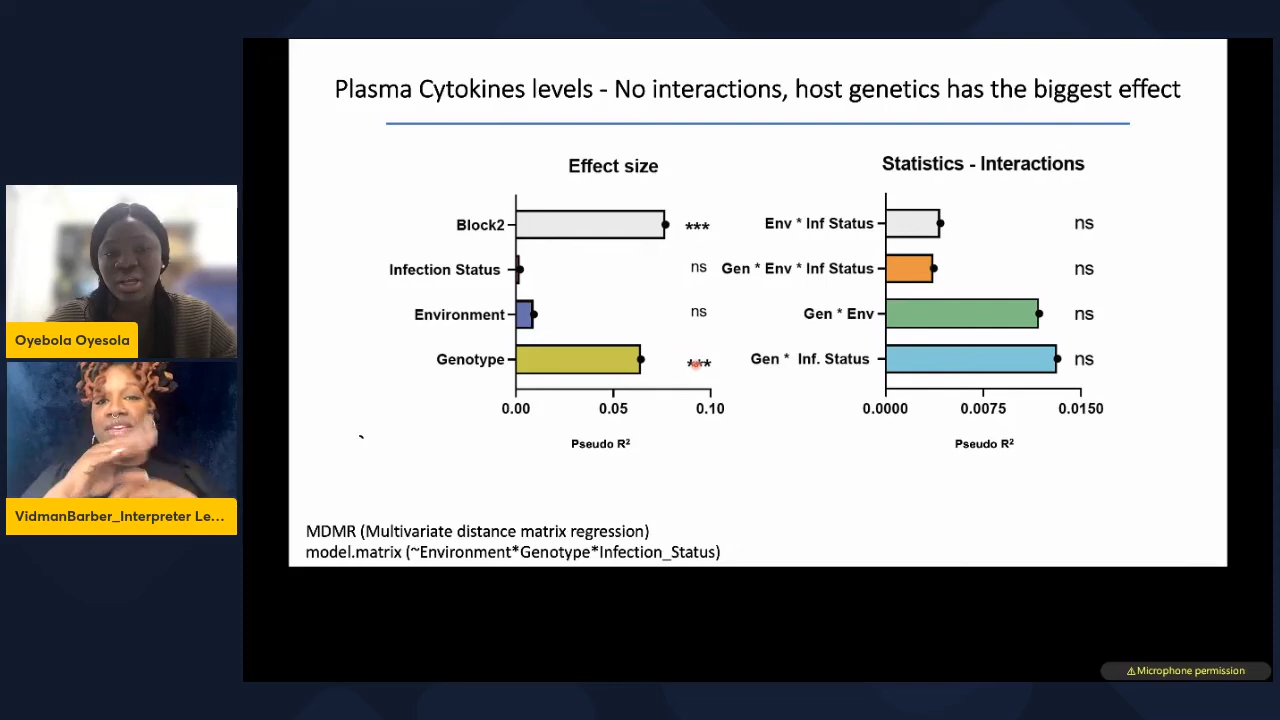 Plasma Cytokines levels - No interactions, host genetics has the biggest effect
Effect size
Block2
***
Infection Status
ns
Environment
ns
Genotype
***
0.00 0.05 0.10
Pseudo R²
Statistics - Interactions
Env * Inf Status
ns
Gen * Env * Inf Status
ns
Gen * Env
ns
Gen * Inf. Status
ns
0.0000 0.0075 0.0150
Pseudo R²
MDMR (Multivariate distance matrix regression)
model.matrix (~Environment*Genotype*Infection_Status)
Oyebola Oyesola
VidmanBarber_Interpreter Le...
⚠Microphone permission